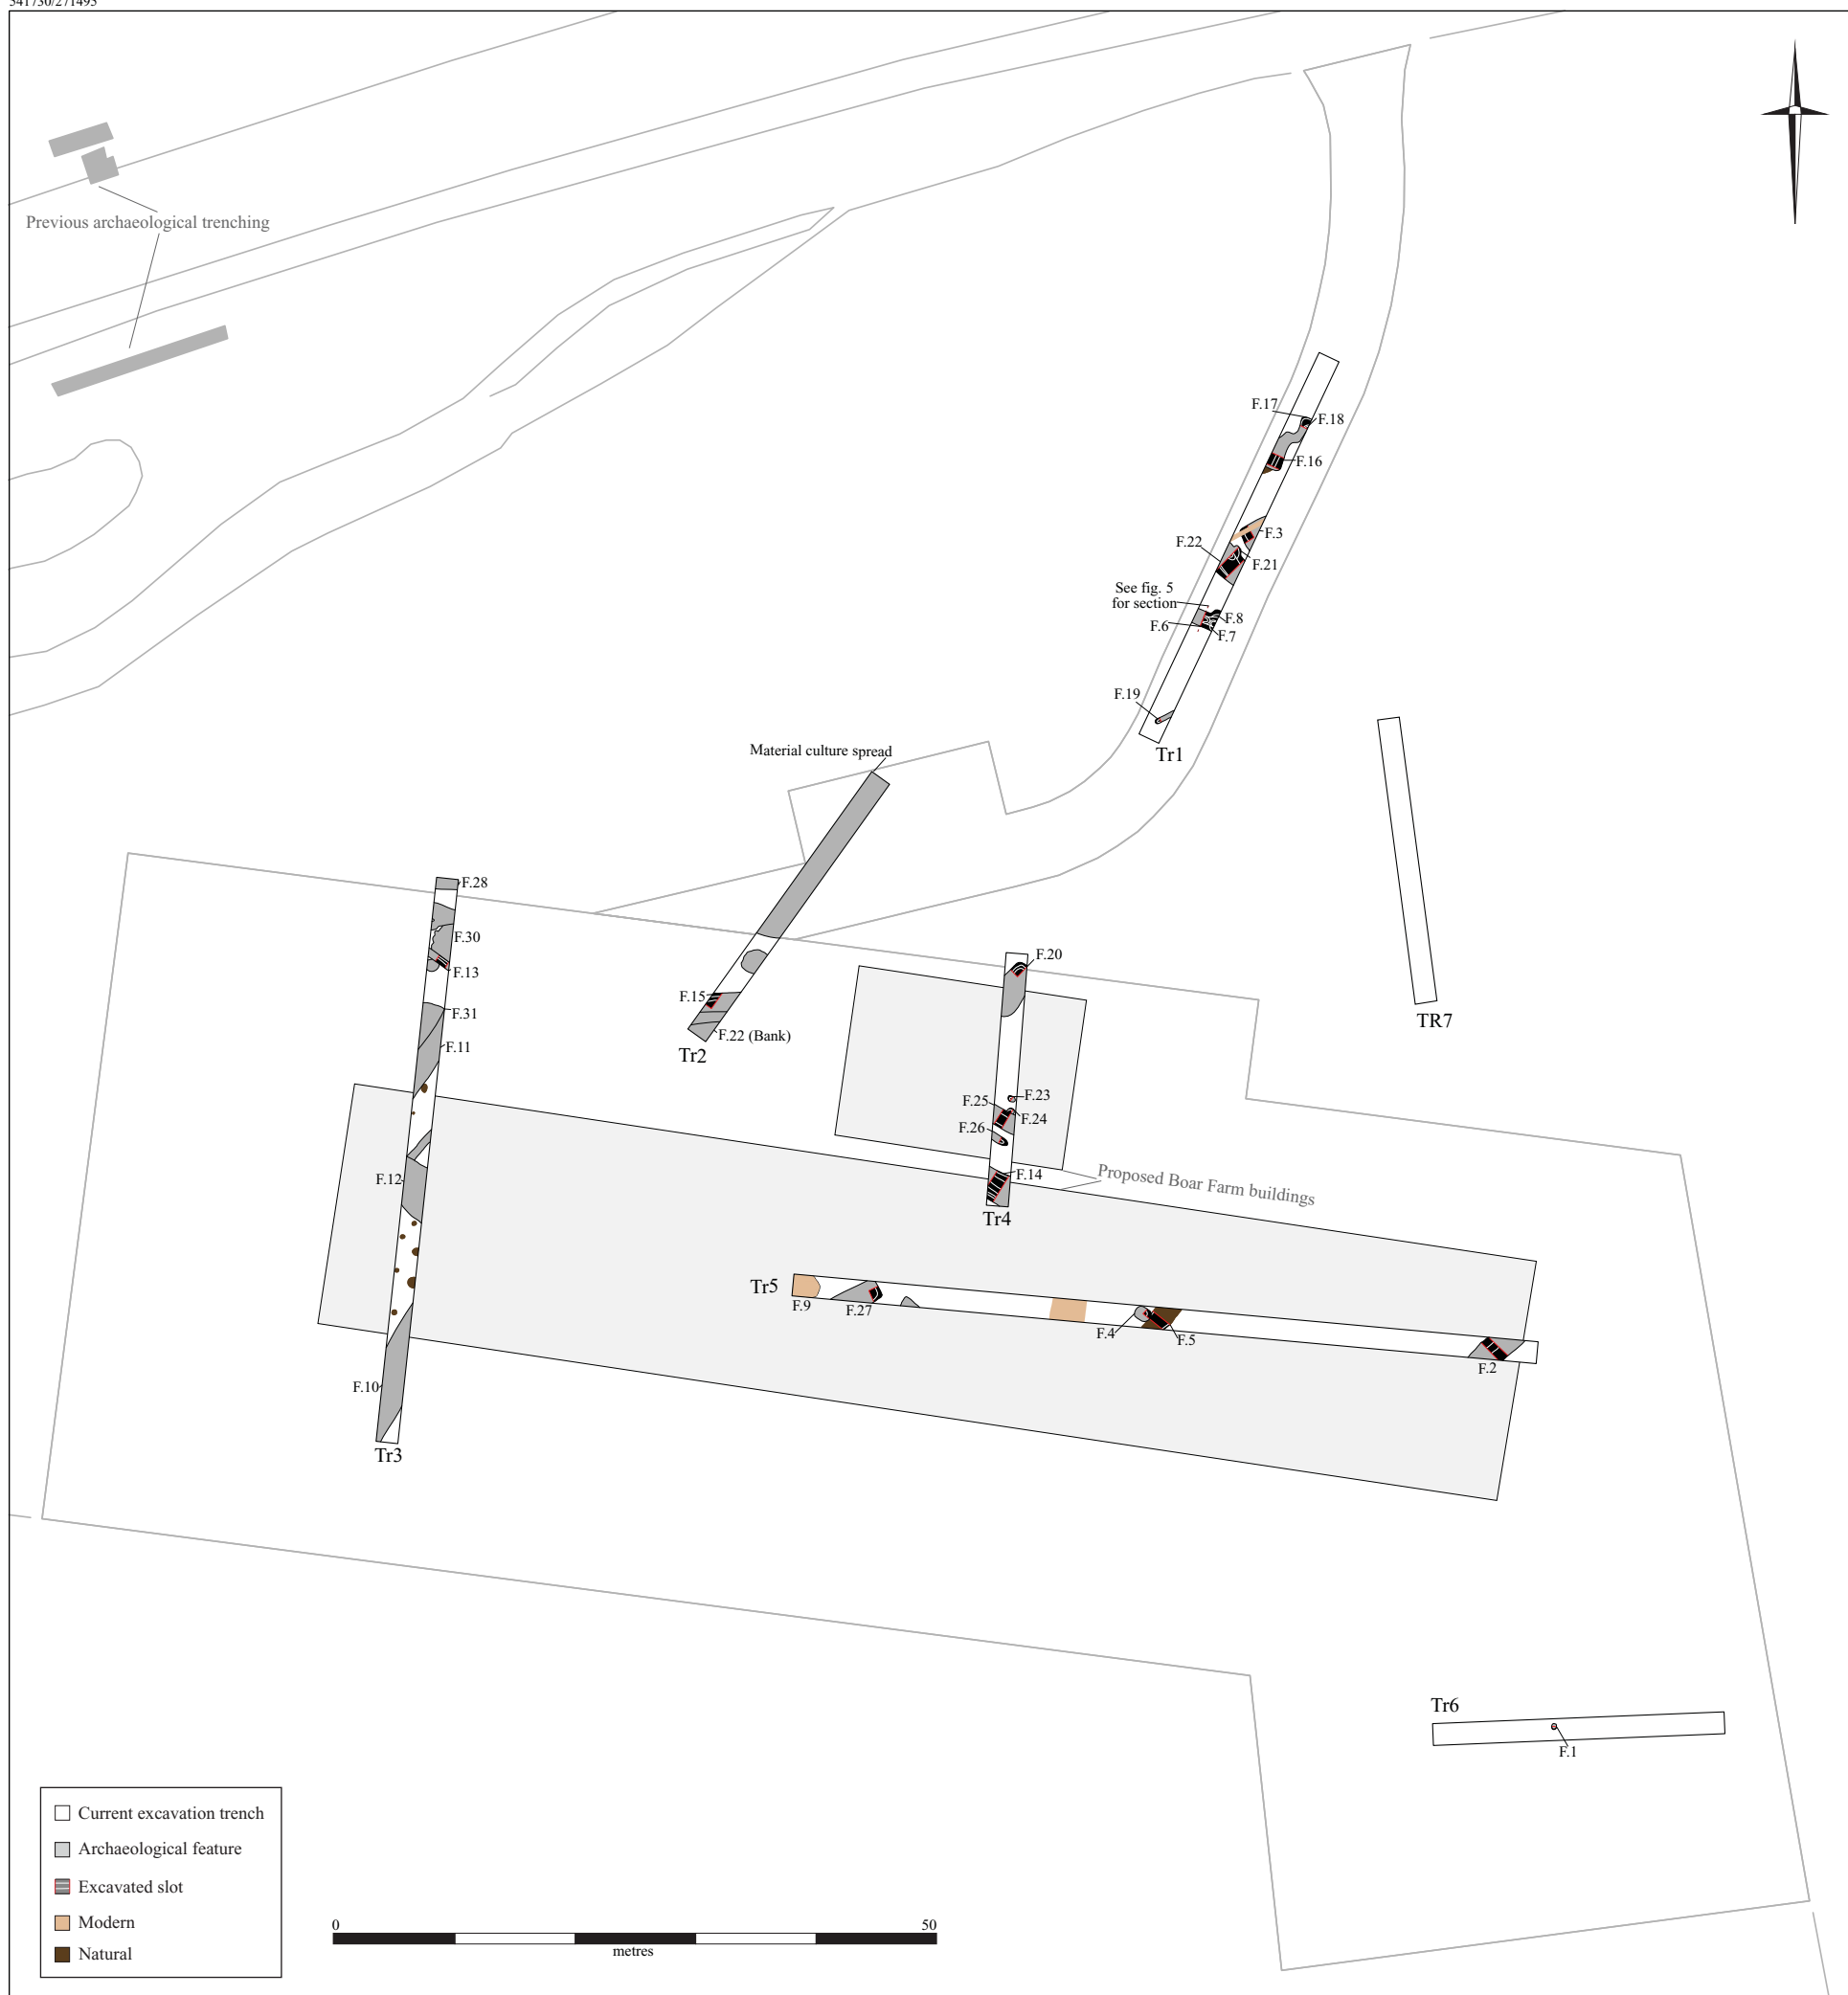 541730/271495
Previous archaeological trenching
F.17
F.18
F.16
F.3
F.22
F.21
See fig. 5
for section
F.8
F.6
F.7
F.19
Tr1
Material culture spread
F.28
F.30
F.13
F.31
F.11
F.12
F.10
Tr3
F.15
F.22 (Bank)
Tr2
TR7
F.20
F.23
F.25
F.24
F.26
F.14
Tr4
Proposed Boar Farm buildings
Tr5
F.9
F.27
F.4
F.5
F.2
Tr6
F.1
Current excavation trench
Archaeological feature
Excavated slot
Modern
Natural
0 50
metres